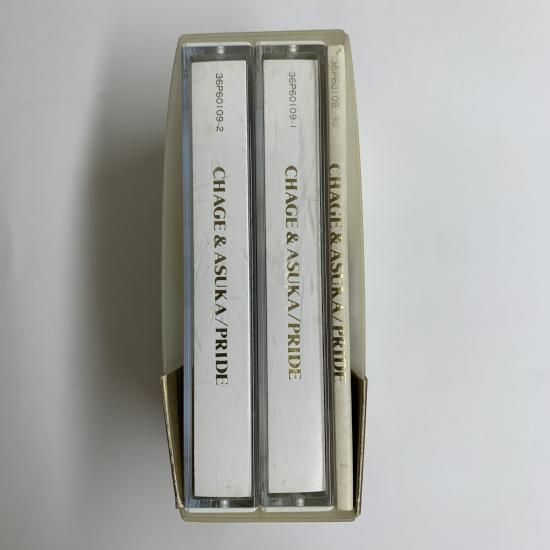 36P60109-2
CHAGE & ASUKA/PRIDE
36P60109-1
CHAGE & ASUKA/PRIDE
36P60109
CHAGE & ASUKA/PRIDE